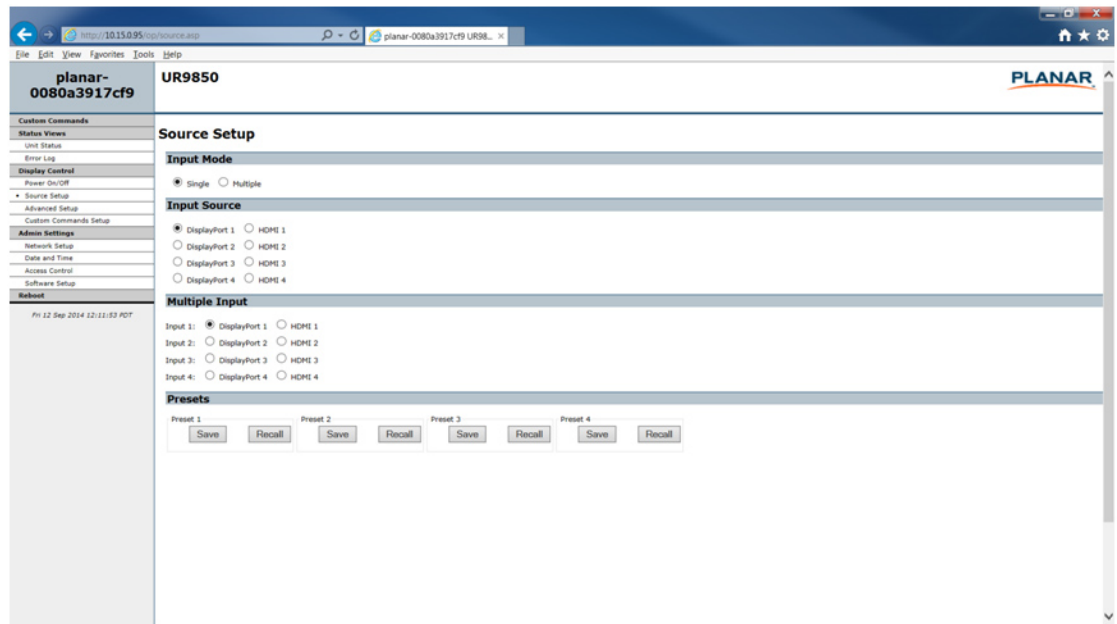 http://10.15.0.95/op/source.asp
planar-0080a3917cf9 UR98...
File Edit View Favorites Tools Help
planar-
0080a3917cf9
UR9850
PLANAR
Custom Commands
Status Views
Unit Status
Error Log
Display Control
Power On/Off
Source Setup
Advanced Setup
Custom Commands Setup
Admin Settings
Network Setup
Date and Time
Access Control
Software Setup
Reboot
Fri 12 Sep 2014 12:11:53 PDT
Source Setup
Input Mode
Single Multiple
Input Source
DisplayPort 1 HDMI 1
DisplayPort 2 HDMI 2
DisplayPort 3 HDMI 3
DisplayPort 4 HDMI 4
Multiple Input
Input 1: DisplayPort 1 HDMI 1
Input 2: DisplayPort 2 HDMI 2
Input 3: DisplayPort 3 HDMI 3
Input 4: DisplayPort 4 HDMI 4
Presets
Preset 1 Preset 2 Preset 3 Preset 4
Save Recall Save Recall Save Recall Save Recall